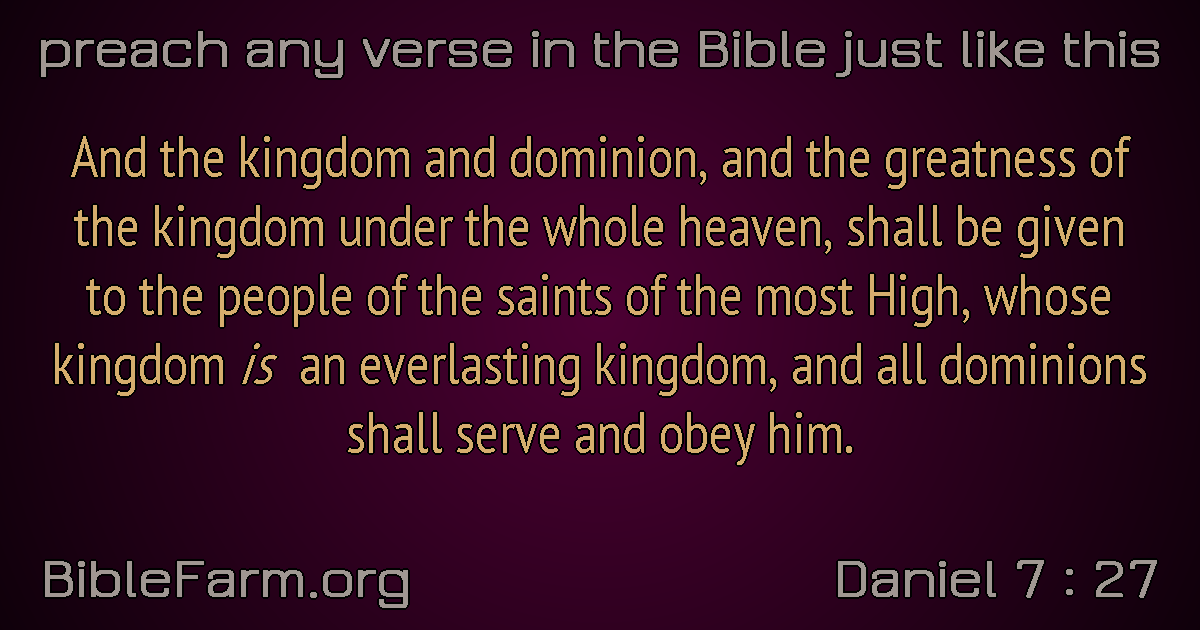 preach any verse in the Bible just like this
And the kingdom and dominion, and the greatness of
the kingdom under the whole heaven, shall be given
to the people of the saints of the most High, whose
kingdom is an everlasting kingdom, and all dominions
shall serve and obey him.
BibleFarm.org
Daniel 7 : 27